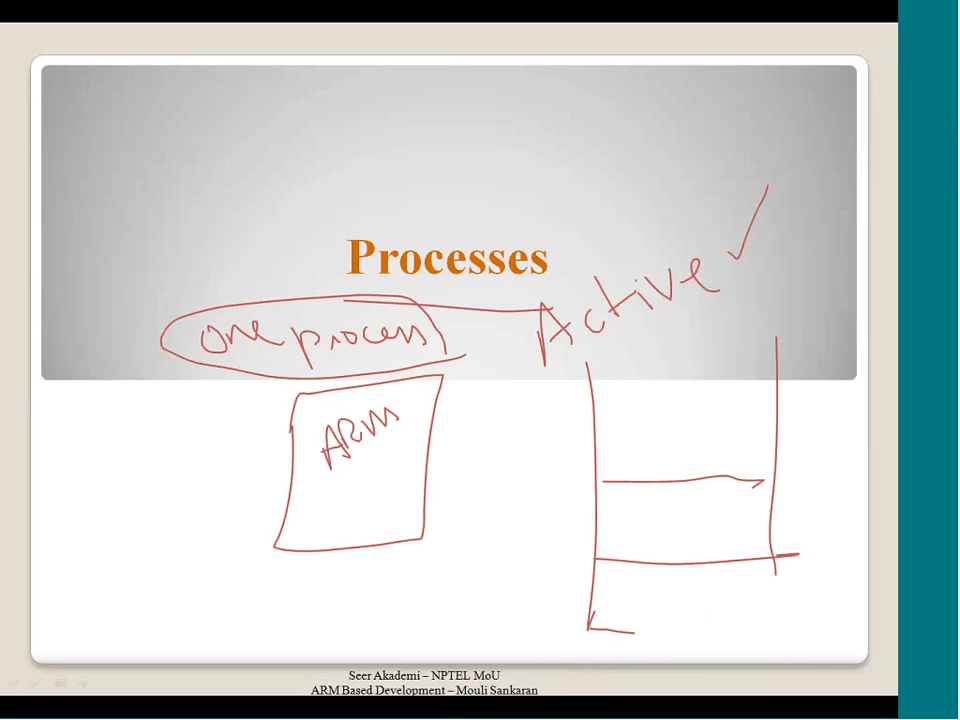 Processes
Active
one process
ARM
Seer Akademi – NPTEL MoU
ARM Based Development – Mouli Sankaran